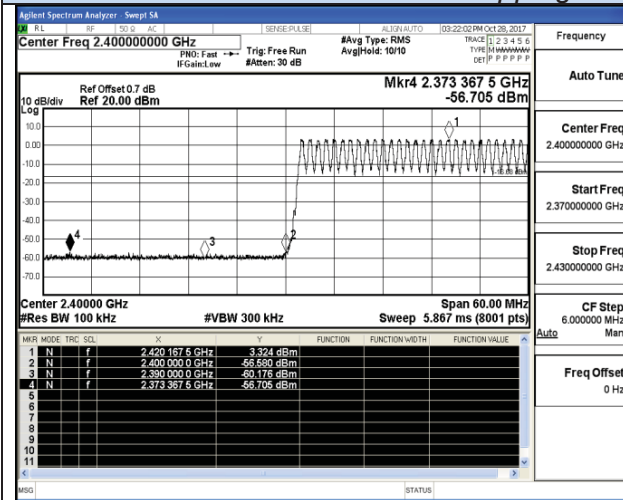 Agilent Spectrum Analyzer - Swept SA
RL RF 50 Ω AC SENSE:PULSE ALIGN AUTO 03:22:02 PM Oct 28, 2017
Center Freq 2.400000000 GHz
PNO: Fast
IFGain:Low
Trig: Free Run
#Atten: 30 dB
#Avg Type: RMS
Avg|Hold: 10/10
TRACE 1 2 3 4 5 6
TYPE M
DET P P P P P P
Ref Offset 0.7 dB
Ref 20.00 dBm
10 dB/div
Log
Mkr4 2.373 367 5 GHz
-56.705 dBm
10.0
0.00
-10.0
-20.0
-30.0
-40.0
-50.0
-60.0
-70.0
1
2
3
4
Center 2.40000 GHz
#Res BW 100 kHz
#VBW 300 kHz
Span 60.00 MHz
Sweep 5.867 ms (8001 pts)
MKR MODE TRC SCL X Y FUNCTION FUNCTION WIDTH FUNCTION VALUE
1 N f 2.420 167 5 GHz 3.324 dBm
2 N f 2.400 000 0 GHz -56.580 dBm
3 N f 2.390 000 0 GHz -60.176 dBm
4 N f 2.373 367 5 GHz -56.705 dBm
5
6
7
8
9
10
11
MSG
STATUS
Frequency
Auto Tune
Center Freq
2.400000000 GHz
Start Freq
2.370000000 GHz
Stop Freq
2.430000000 GHz
CF Step
6.000000 MHz
Auto Man
Freq Offset
0 Hz